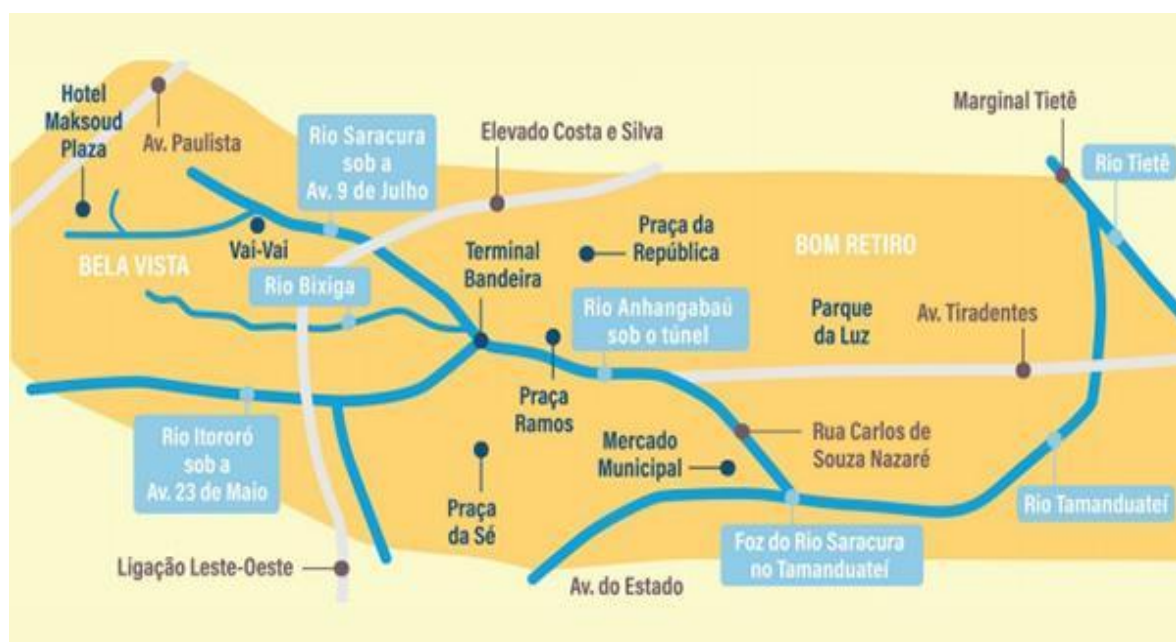 Hotel
Maksoud
Plaza
Av. Paulista
Rio Saracura
sob a
Av. 9 de Julho
Elevado Costa e Silva
Marginal Tietê
Rio Tietê
Vai-Vai
BELA VISTA
Rio Bixiga
Terminal
Bandeira
Praça da
República
BOM RETIRO
Rio Anhangabaú
sob o túnel
Parque
da Luz
Av. Tiradentes
Praça
Ramos
Rio Itororó
sob a
Av. 23 de Maio
Mercado
Municipal
Rua Carlos de
Souza Nazaré
Praça
da Sé
Rio Tamanduateí
Foz do Rio Saracura
no Tamanduateí
Ligação Leste-Oeste
Av. do Estado